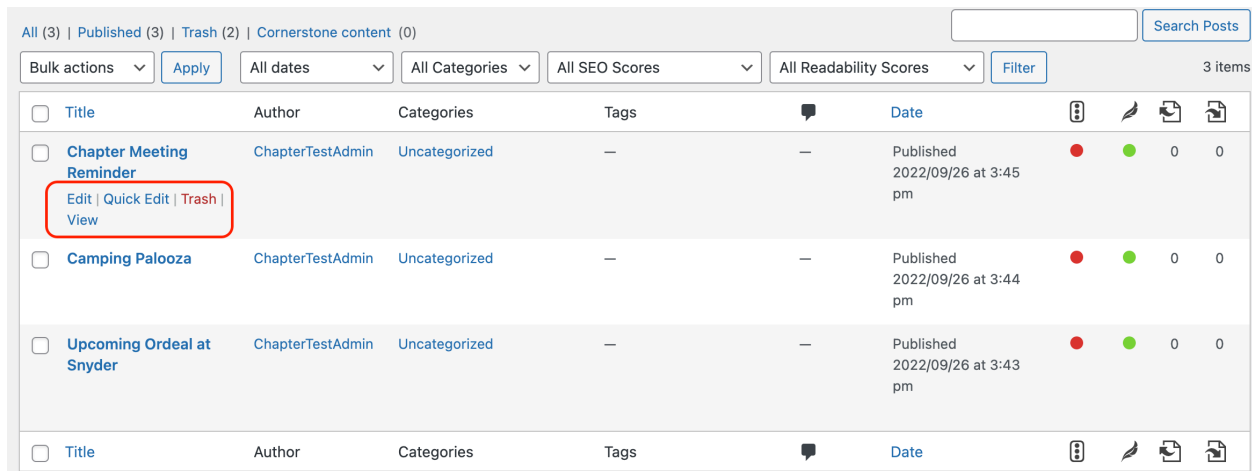 All (3) | Published (3) | Trash (2) | Cornerstone content (0)
Search Posts
Bulk actions Apply All dates All Categories All SEO Scores All Readability Scores Filter 3 items
Title Author Categories Tags Date
Chapter Meeting ChapterTestAdmin Uncategorized — — Published 0 0
Reminder 2022/09/26 at 3:45
pm
Edit | Quick Edit | Trash |
View
Camping Palooza ChapterTestAdmin Uncategorized — — Published 0 0
2022/09/26 at 3:44
pm
Upcoming Ordeal at ChapterTestAdmin Uncategorized — — Published 0 0
Snyder 2022/09/26 at 3:43
pm
Title Author Categories Tags Date